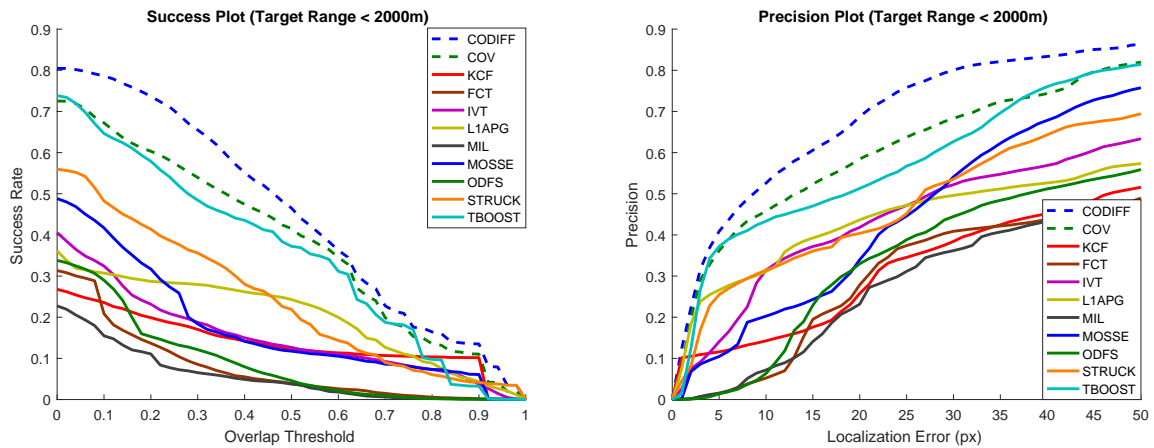 Success Plot (Target Range < 2000m)
0.9
0.8
0.7
0.6
0.5
0.4
0.3
0.2
0.1
0
Success Rate
0 0.1 0.2 0.3 0.4 0.5 0.6 0.7 0.8 0.9 1
Overlap Threshold
CODIFF
COV
KCF
FCT
IVT
L1APG
MIL
MOSSE
ODFS
STRUCK
TBOOST
Precision Plot (Target Range < 2000m)
0.9
0.8
0.7
0.6
0.5
0.4
0.3
0.2
0.1
0
Precision
0 5 10 15 20 25 30 35 40 45 50
Localization Error (px)
CODIFF
COV
KCF
FCT
IVT
L1APG
MIL
MOSSE
ODFS
STRUCK
TBOOST